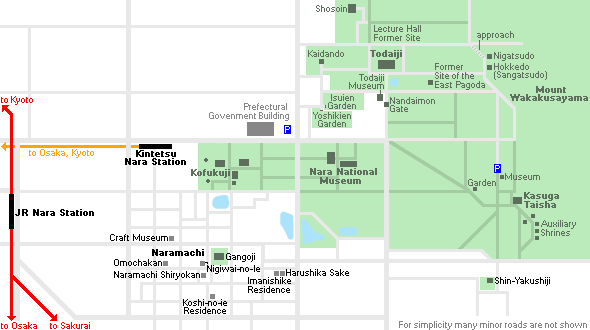 Shosoin
Lecture Hall
Former Site
approach
Kaidando
Todaiji
Nigatsudo
Hokkedo
(Sangatsudo)
Todaiji
Museum
Former
Site of the
East Pagoda
Mount
Wakakusayama
to Kyoto
Isuien
Garden
Nandaimon
Gate
Prefectural
Govenment Building
Yoshikien
Garden
P
to Osaka, Kyoto
Kintetsu
Nara Station
Kofukuji
Nara National
Museum
P
Museum
Garden
Kasuga
Taisha
JR Nara Station
Auxiliary
Shrines
Craft Museum
Naramachi
Gangoji
Omochakan
Nigiwai-no-Ie
Naramachi Shiryokan
Harushika Sake
Imanishike
Residence
Shin-Yakushiji
Koshi-no-ie
Residence
to Osaka
to Sakurai
For simplicity many minor roads are not shown